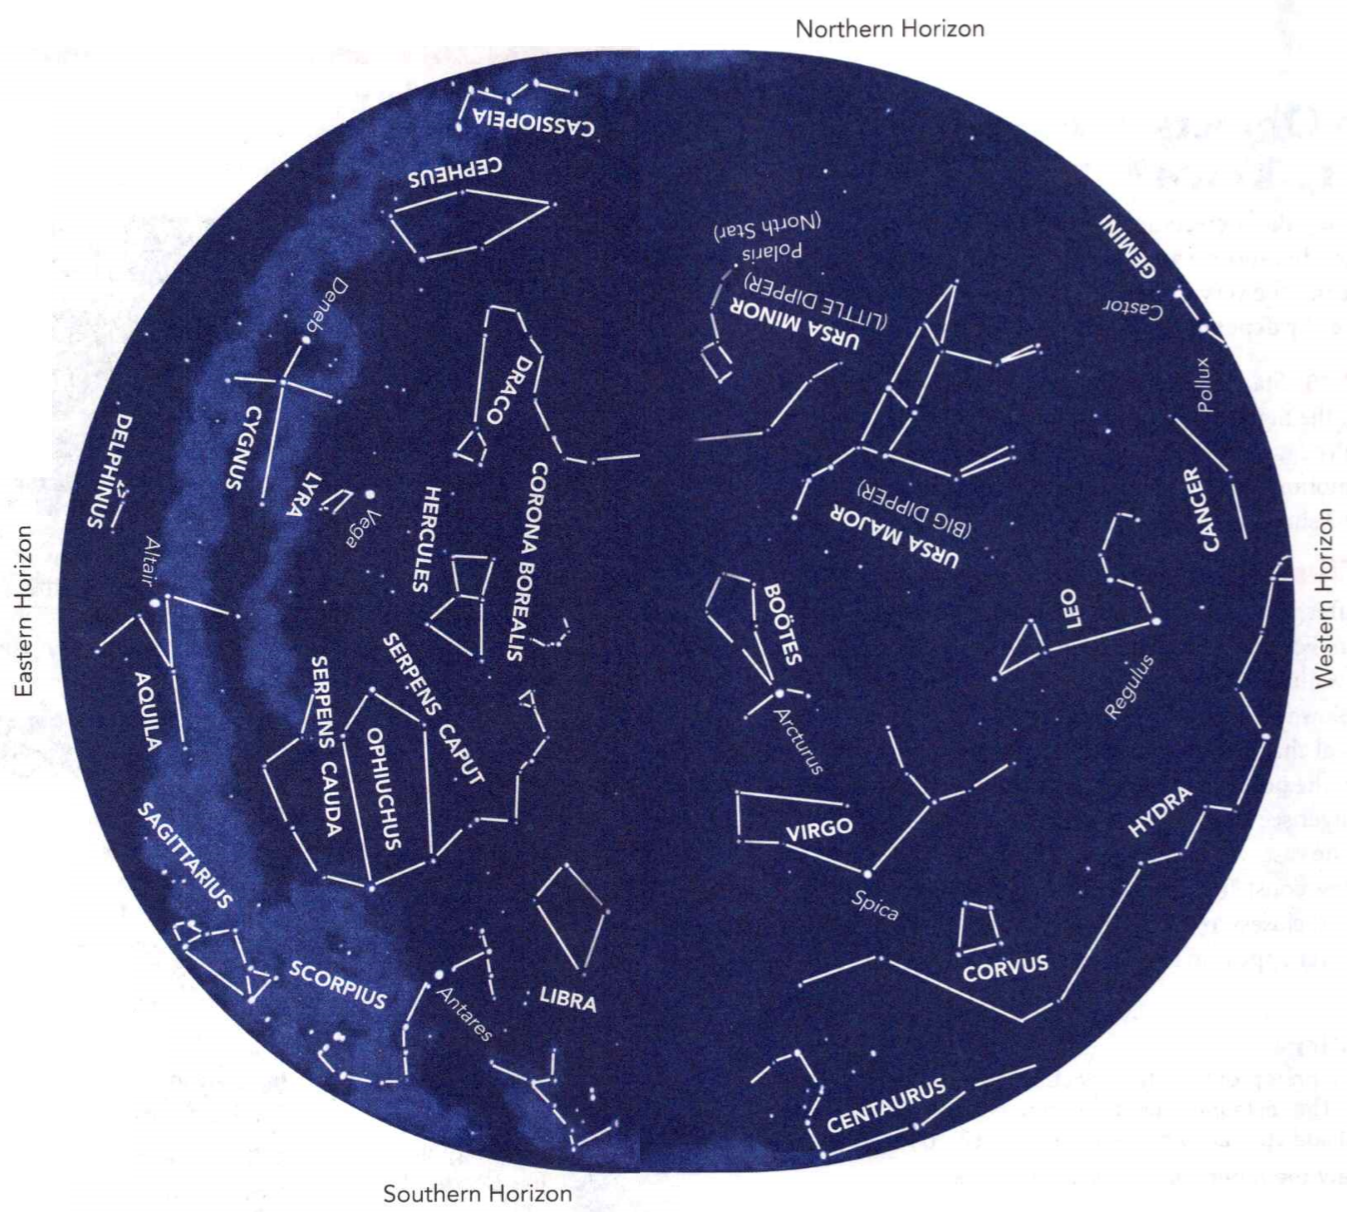 Northern Horizon
CASSIOPEIA
CEPHEUS
Polaris
(North Star)
URSA MINOR
(LITTLE DIPPER)
GEMINI
Castor
Pollux
Deneb
DRACO
CYGNUS
DELPHINUS
LYRA
Vega
HERCULES
CORONA BOREALIS
URSA MAJOR
(BIG DIPPER)
CANCER
Eastern Horizon
Western Horizon
Altair
BOÖTES
LEO
Regulus
Arcturus
AQUILA
SERPENS CAUDA
OPHIUCHUS
SERPENS CAPUT
SAGITTARIUS
VIRGO
Spica
HYDRA
CORVUS
SCORPIUS
Antares
LIBRA
CENTAURUS
Southern Horizon